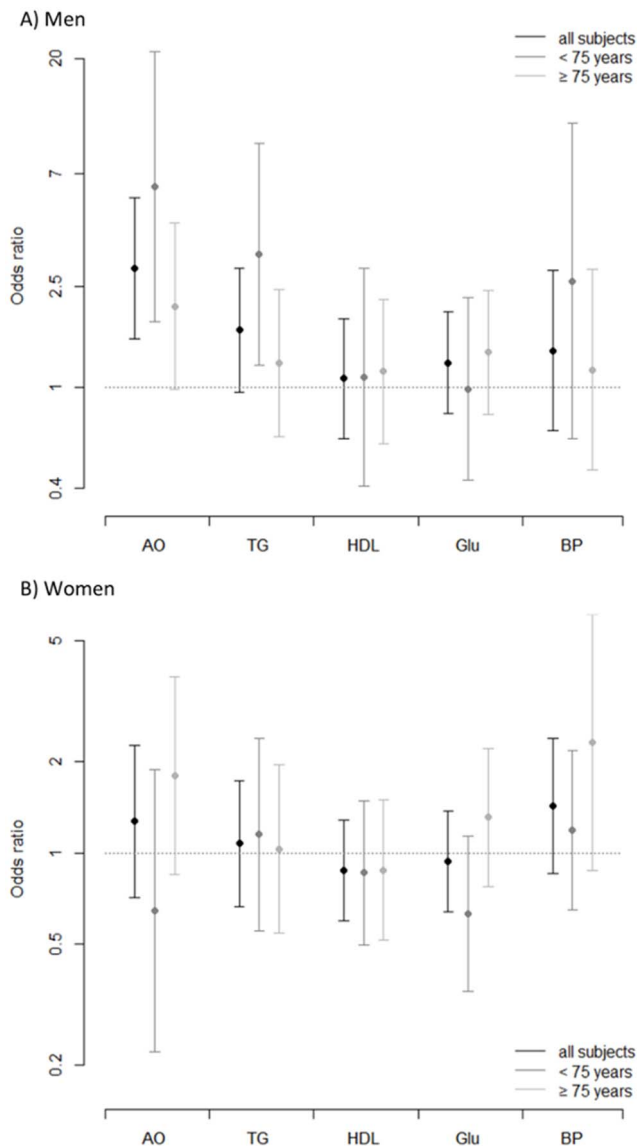 A) Men
all subjects
< 75 years
≥ 75 years
20
7
2.5
1
0.4
Odds ratio
AO TG HDL Glu BP
B) Women
5
2
1
0.5
0.2
Odds ratio
all subjects
< 75 years
≥ 75 years
AO TG HDL Glu BP